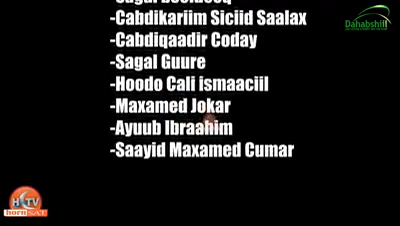 -Cabdikariim Siciid Saalax
-Cabdiqaadir Coday
-Sagal Guure
-Hoodo Cali ismaaciil
-Maxamed Jokar
-Ayuub Ibraahim
-Saayid Maxamed Cumar
Dahabshiil
HCTV
hornSAT